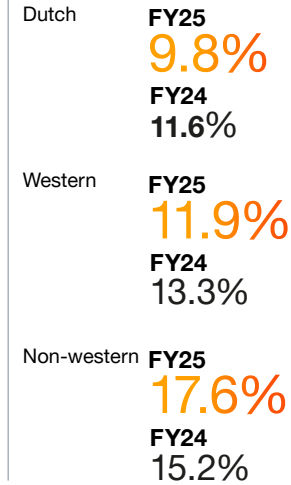 Dutch FY25
9.8%
FY24
11.6%
Western FY25
11.9%
FY24
13.3%
Non-western FY25
17.6%
FY24
15.2%